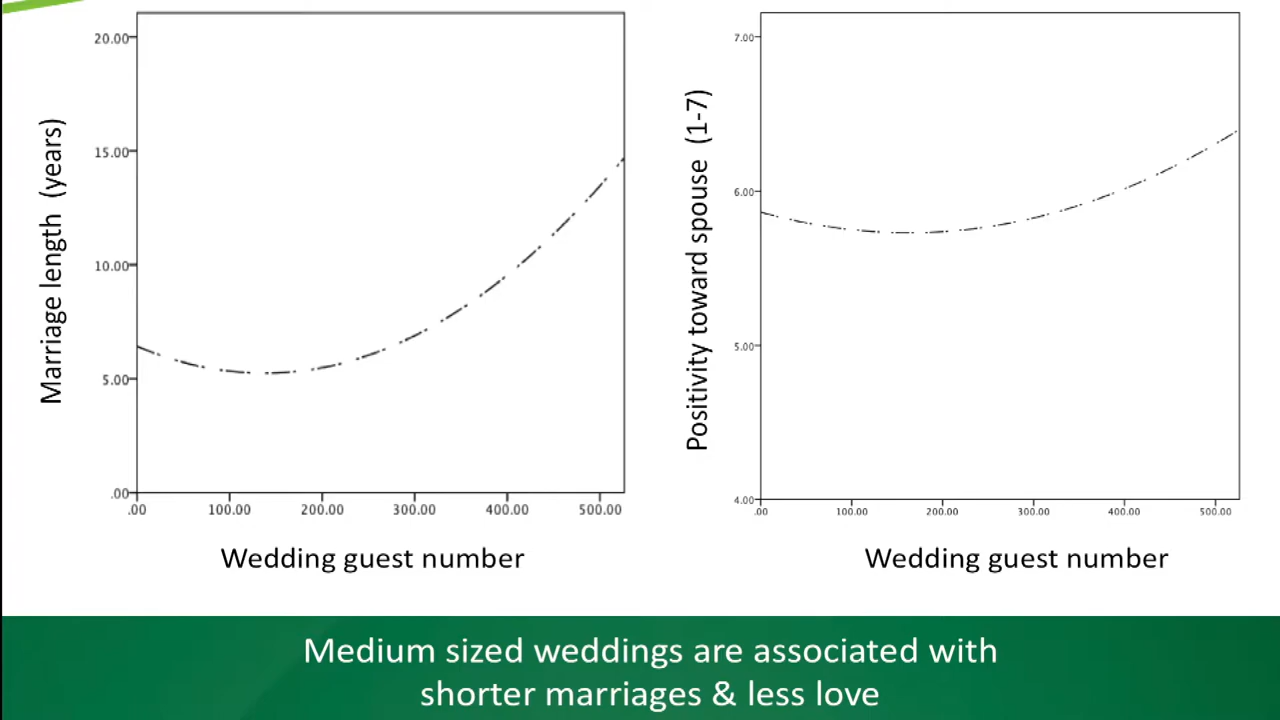 20.00
15.00
10.00
5.00
.00
.00 100.00 200.00 300.00 400.00 500.00
Marriage length (years)
Wedding guest number
7.00
6.00
5.00
4.00
.00 100.00 200.00 300.00 400.00 500.00
Positivity toward spouse (1-7)
Wedding guest number
Medium sized weddings are associated with
shorter marriages & less love